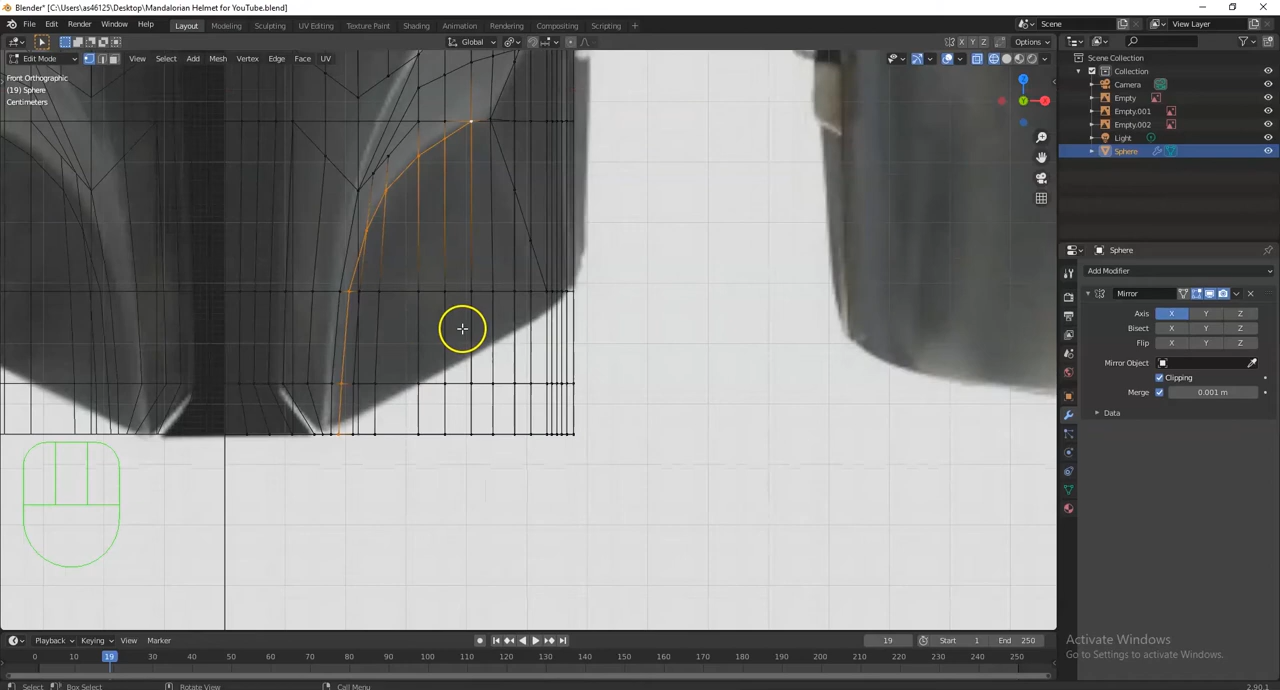 Blender* [C:\Users\as46125\Desktop\Mandalorian Helmet for YouTube.blend]
File Edit Render Window Help Layout Modeling Sculpting UV Editing Texture Paint Shading Animation Rendering Compositing Scripting + Scene View Layer
Global Options
Edit Mode View Select Add Mesh Vertex Edge Face UV
Front Orthographic
(19) Sphere
Centimeters
X Y Z
Z
X
Y
Scene Collection
Collection
Camera
Empty
Empty.001
Empty.002
Light
Sphere
Sphere
Add Modifier
Mirror
Axis X Y Z
Bisect X Y Z
Flip X Y Z
Mirror Object
Clipping
Merge 0.001 m
Data
Playback Keying View Marker 19 Start 1 End 250
0 10 19 30 40 50 60 70 80 90 100 110 120 130 140 150 160 170 180 190 200 210 220 230 240 250
Activate Windows
Go to Settings to activate Windows.
Select Box Select Rotate View Call Menu 2.90.1